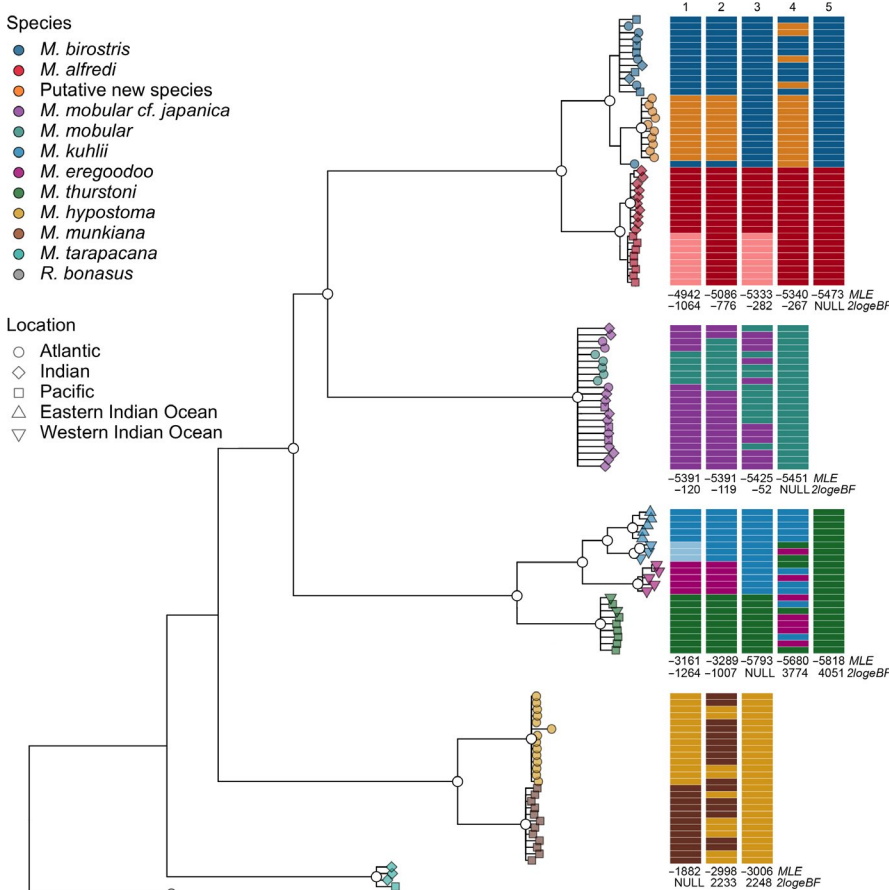 Species
M. birostris
M. alfredi
Putative new species
M. mobular cf. japanica
M. mobular
M. kuhlii
M. eregoodoo
M. thurstoni
M. hypostoma
M. munkiana
M. tarapacana
R. bonasus
Location
Atlantic
Indian
Pacific
Eastern Indian Ocean
Western Indian Ocean
1 2 3 4 5
−4942 −5086 −5333 −5340 −5473 MLE
−1064 −776 −282 −267 NULL 2logeBF
−5391 −5391 −5425 −5451 MLE
−120 −119 −52 NULL 2logeBF
−3161 −3289 −5793 −5680 −5818 MLE
−1264 −1007 NULL 3774 4051 2logeBF
−1882 −2998 −3006 MLE
NULL 2233 2248 2logeBF